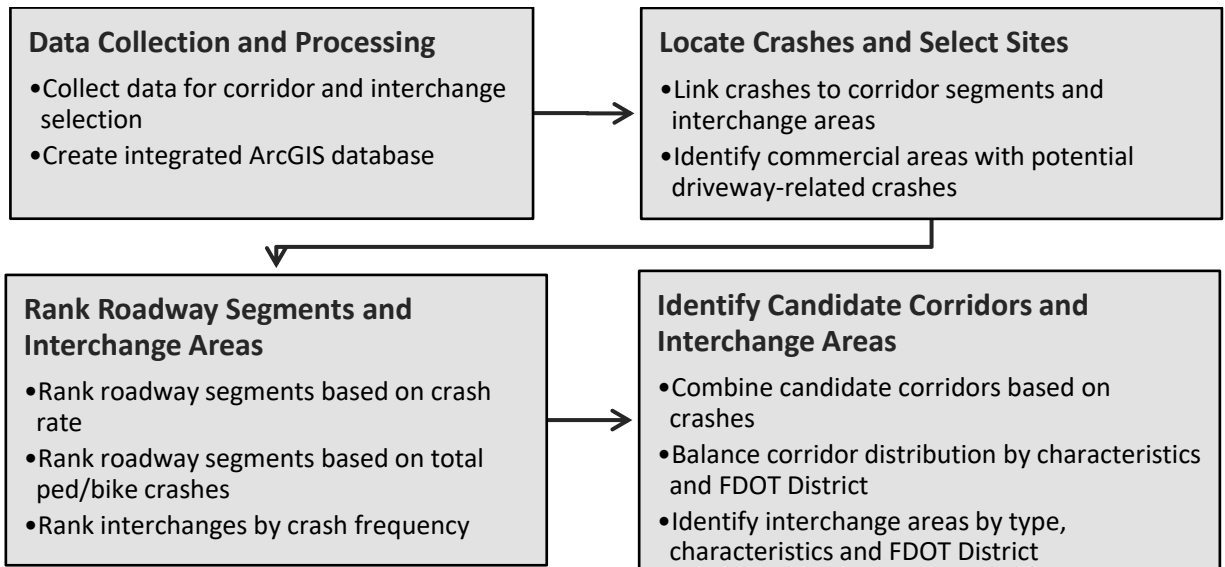 Data Collection and Processing
•Collect data for corridor and interchange
selection
•Create integrated ArcGIS database
Locate Crashes and Select Sites
•Link crashes to corridor segments and
interchange areas
•Identify commercial areas with potential
driveway-related crashes
Rank Roadway Segments and
Interchange Areas
•Rank roadway segments based on crash
rate
•Rank roadway segments based on total
ped/bike crashes
•Rank interchanges by crash frequency
Identify Candidate Corridors and
Interchange Areas
•Combine candidate corridors based on
crashes
•Balance corridor distribution by characteristics
and FDOT District
•Identify interchange areas by type,
characteristics and FDOT District